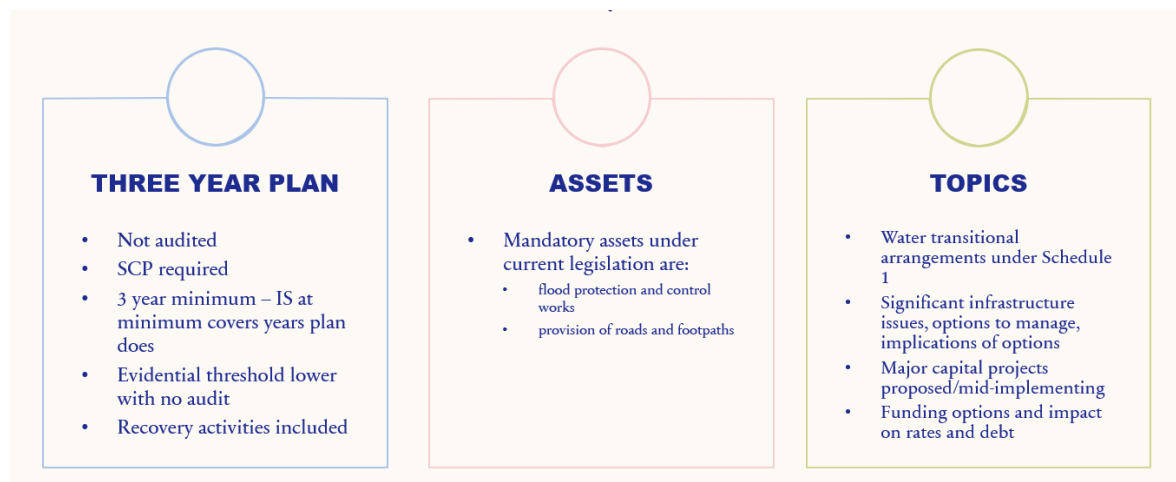 THREE YEAR PLAN
• Not audited
• SCP required
• 3 year minimum – IS at
minimum covers years plan
does
• Evidential threshold lower
with no audit
• Recovery activities included
ASSETS
• Mandatory assets under
current legislation are:
• flood protection and control
works
• provision of roads and footpaths
TOPICS
• Water transitional
arrangements under Schedule
1
• Significant infrastructure
issues, options to manage,
implications of options
• Major capital projects
proposed/mid-implementing
• Funding options and impact
on rates and debt